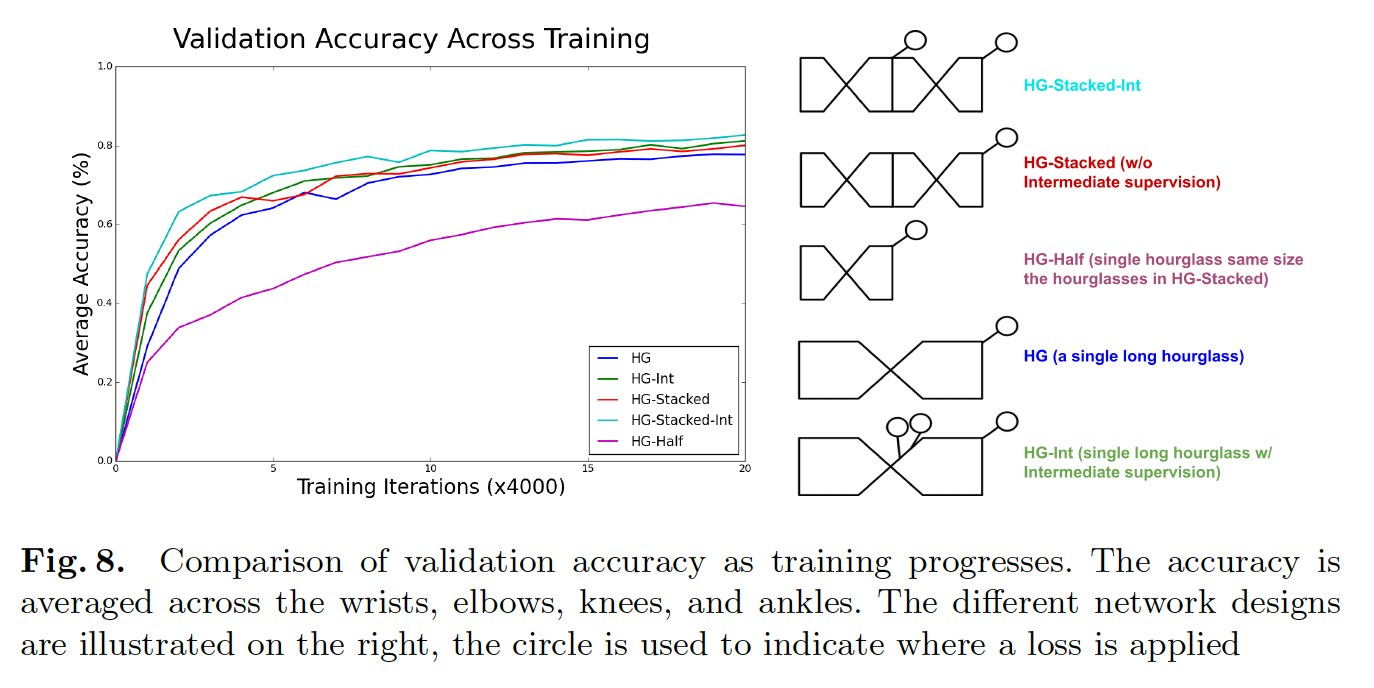 Validation Accuracy Across Training
1.0
0.8
0.6
0.4
0.2
0.0
Average Accuracy (%)
0
5
10
15
20
Training Iterations (x4000)
HG
HG-Int
HG-Stacked
HG-Stacked-Int
HG-Half
HG-Stacked-Int
HG-Stacked (w/o
Intermediate supervision)
HG-Half (single hourglass same size
the hourglasses in HG-Stacked)
HG (a single long hourglass)
HG-Int (single long hourglass w/
Intermediate supervision)
Fig. 8. Comparison of validation accuracy as training progresses. The accuracy is
averaged across the wrists, elbows, knees, and ankles. The different network designs
are illustrated on the right, the circle is used to indicate where a loss is applied